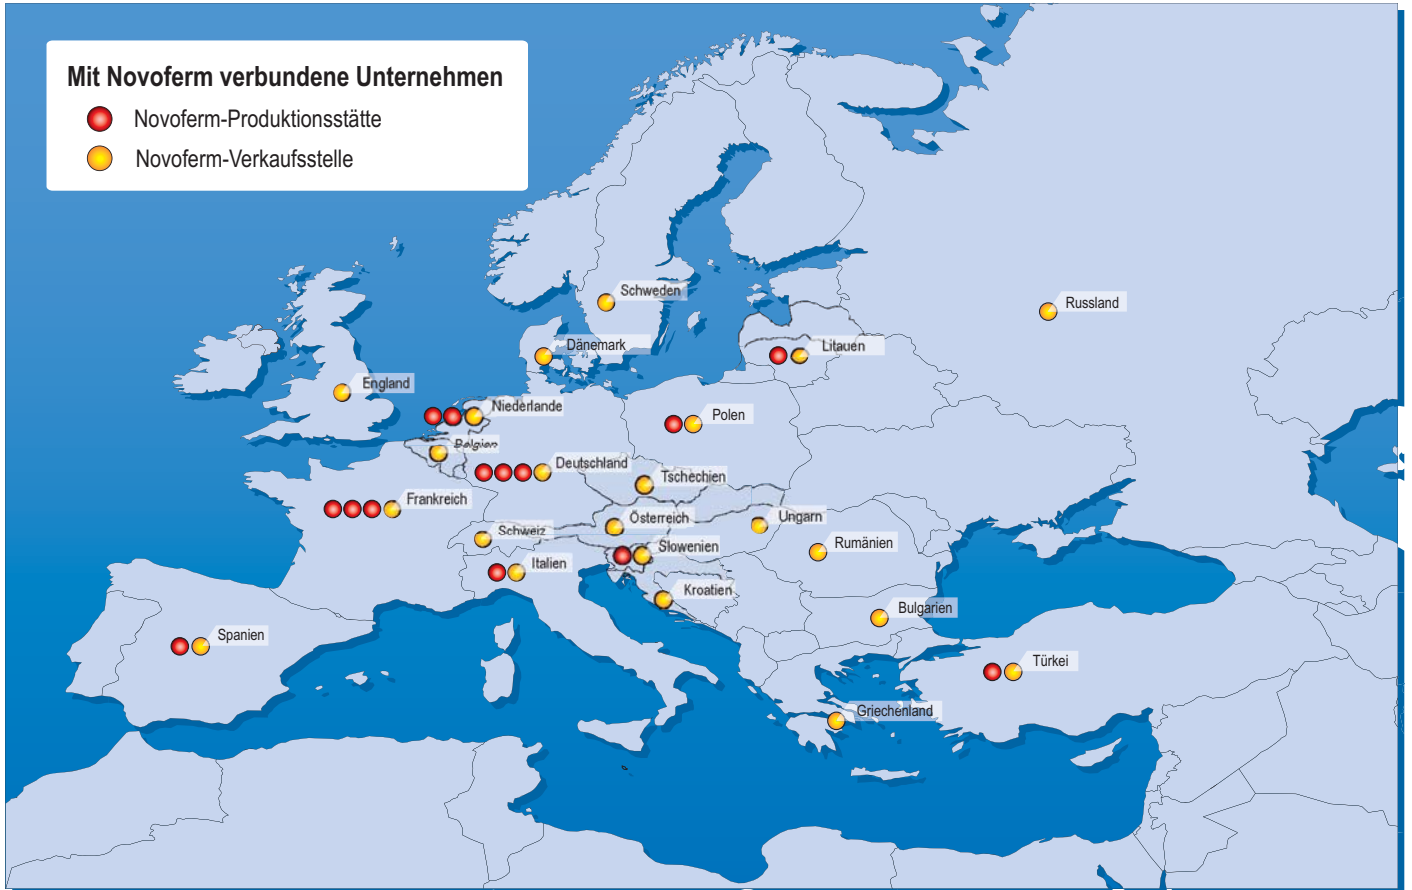 Mit Novoferm verbundene Unternehmen
Novoferm-Produktionsstätte
Novoferm-Verkaufsstelle
Schweden
Russland
Dänemark
Litauen
England
Niederlande
Polen
Belgien
Deutschland
Tschechien
Frankreich
Österreich
Ungarn
Schweiz
Rumänien
Slowenien
Italien
Kroatien
Bulgarien
Spanien
Türkei
Griechenland